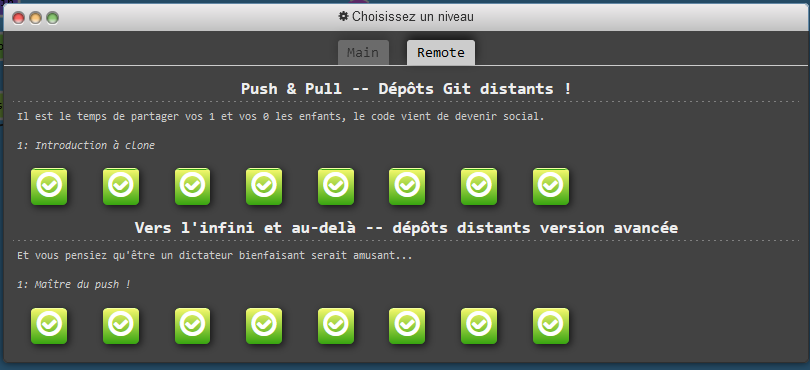 Choisissez un niveau
Main Remote
Push & Pull -- Dépôts Git distants !
Il est le temps de partager vos 1 et vos 0 les enfants, le code vient de devenir social.
1: Introduction à clone
Vers l'infini et au-delà -- dépôts distants version avancée
Et vous pensiez qu'être un dictateur bienfaisant serait amusant...
1: Maître du push !